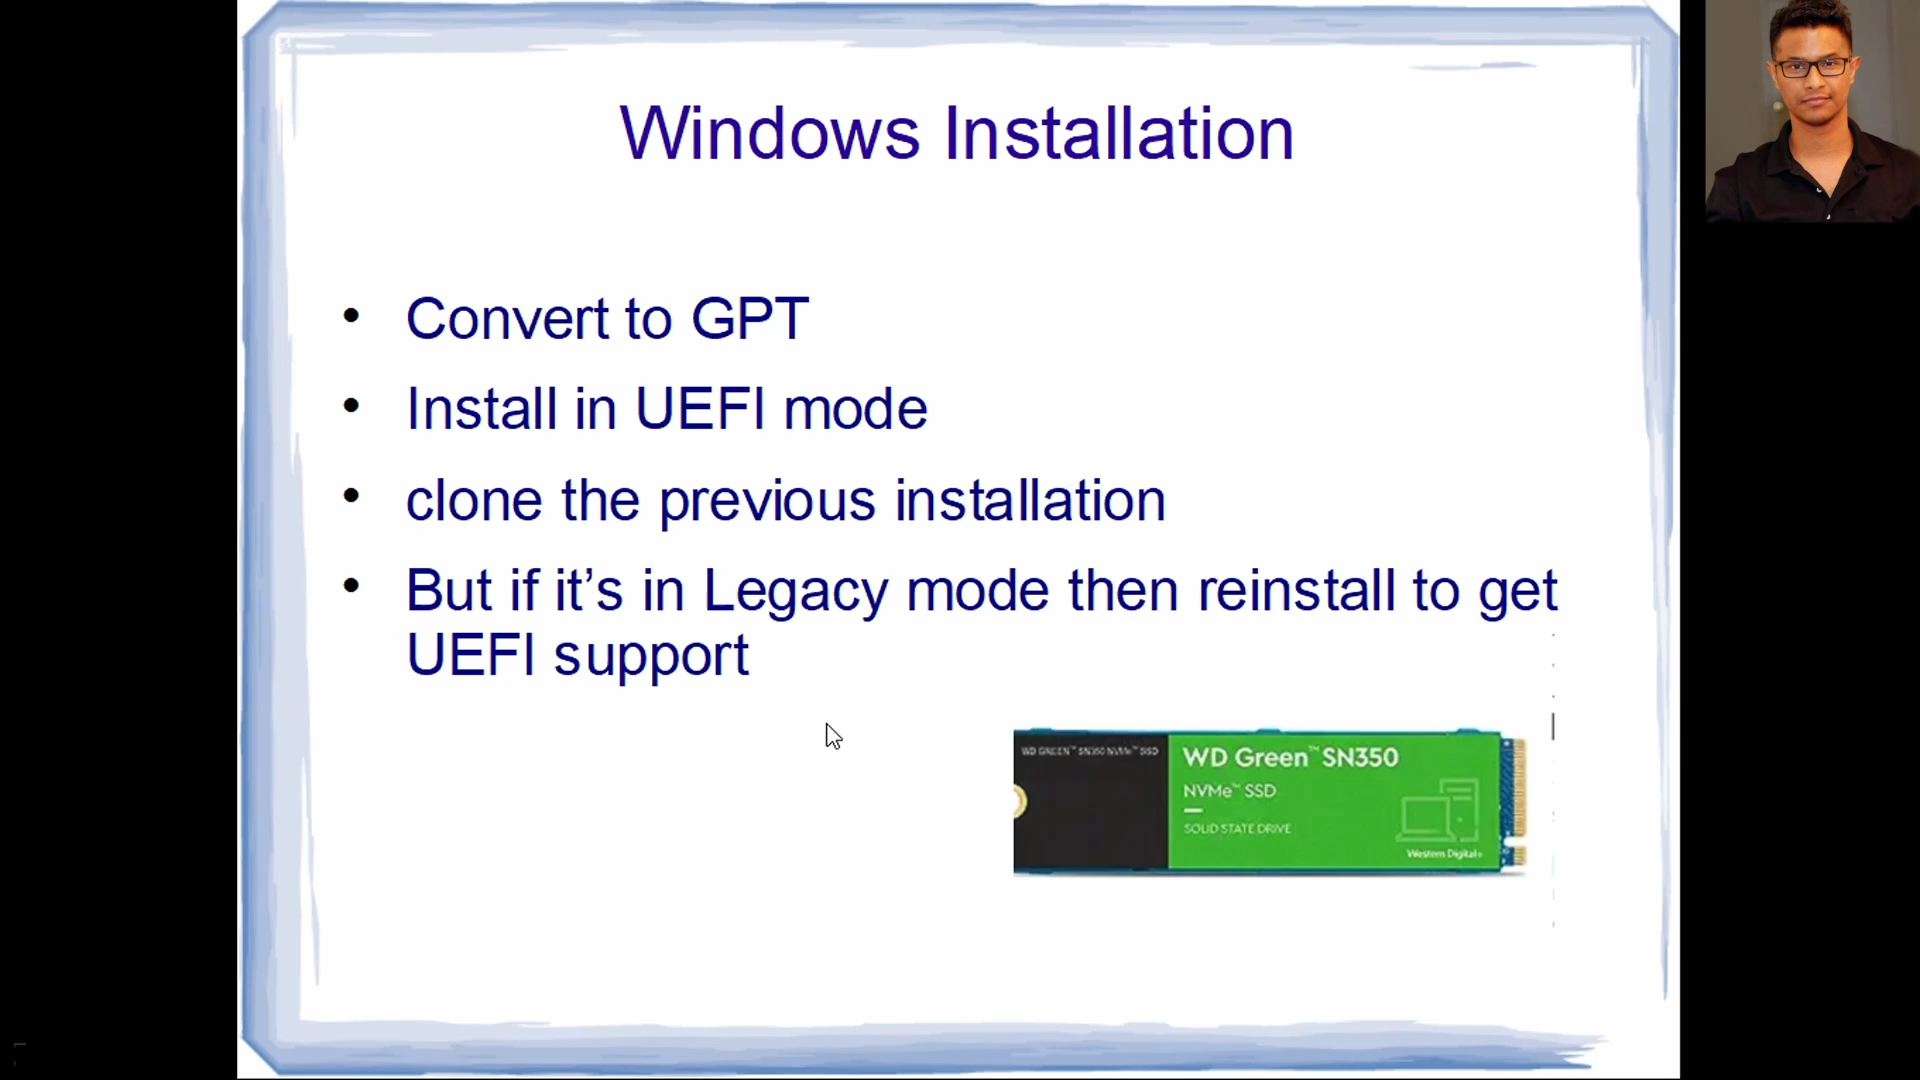 Windows Installation
• Convert to GPT
• Install in UEFI mode
• clone the previous installation
• But if it’s in Legacy mode then reinstall to get
UEFI support
WD GREEN™ SN350 NVMe™ SSD
WD Green™ SN350
NVMe™ SSD
SOLID STATE DRIVE
Western Digital®